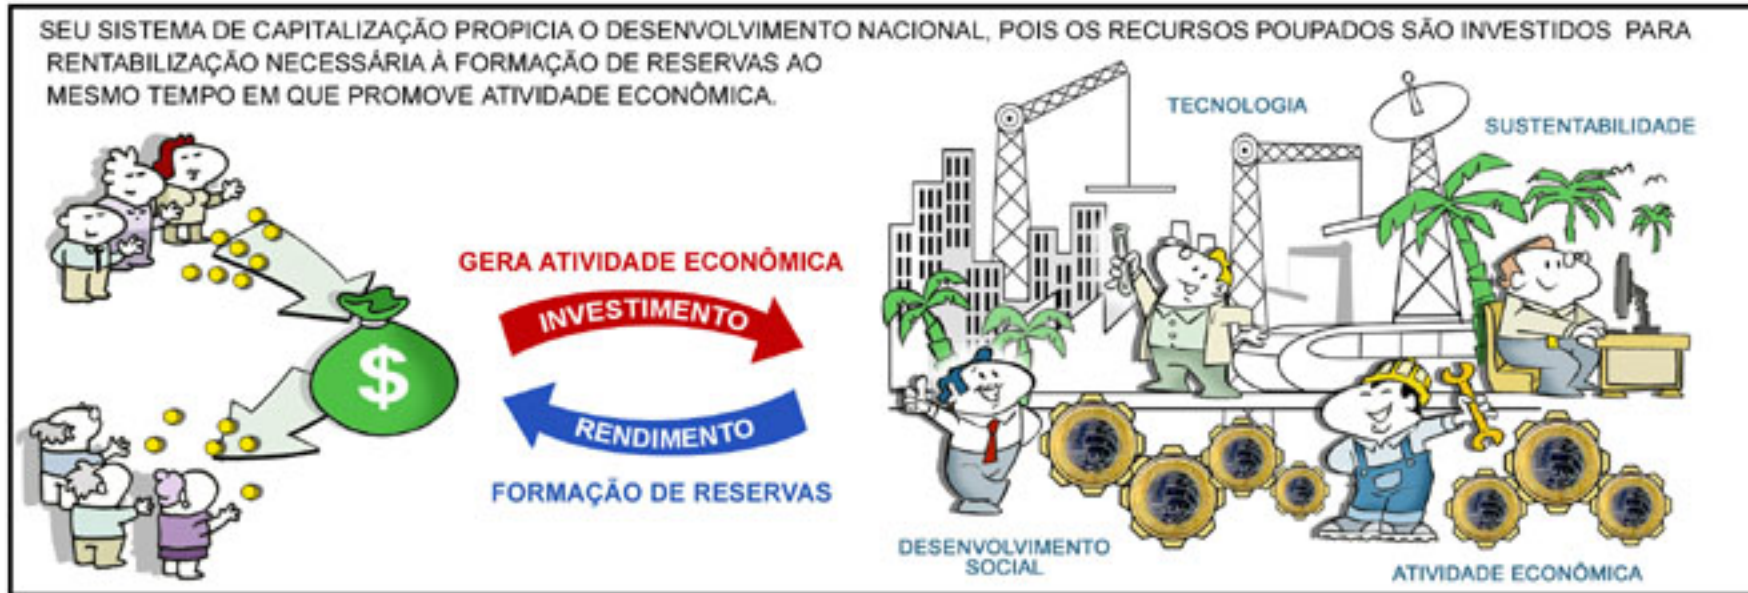 SEU SISTEMA DE CAPITALIZAÇÃO PROPICIA O DESENVOLVIMENTO NACIONAL, POIS OS RECURSOS POUPADOS SÃO INVESTIDOS PARA
RENTABILIZAÇÃO NECESSÁRIA À FORMAÇÃO DE RESERVAS AO
MESMO TEMPO EM QUE PROMOVE ATIVIDADE ECONÔMICA.
TECNOLOGIA
SUSTENTABILIDADE
GERA ATIVIDADE ECONÔMICA
INVESTIMENTO
$
RENDIMENTO
FORMAÇÃO DE RESERVAS
DESENVOLVIMENTO
SOCIAL
ATIVIDADE ECONÔMICA